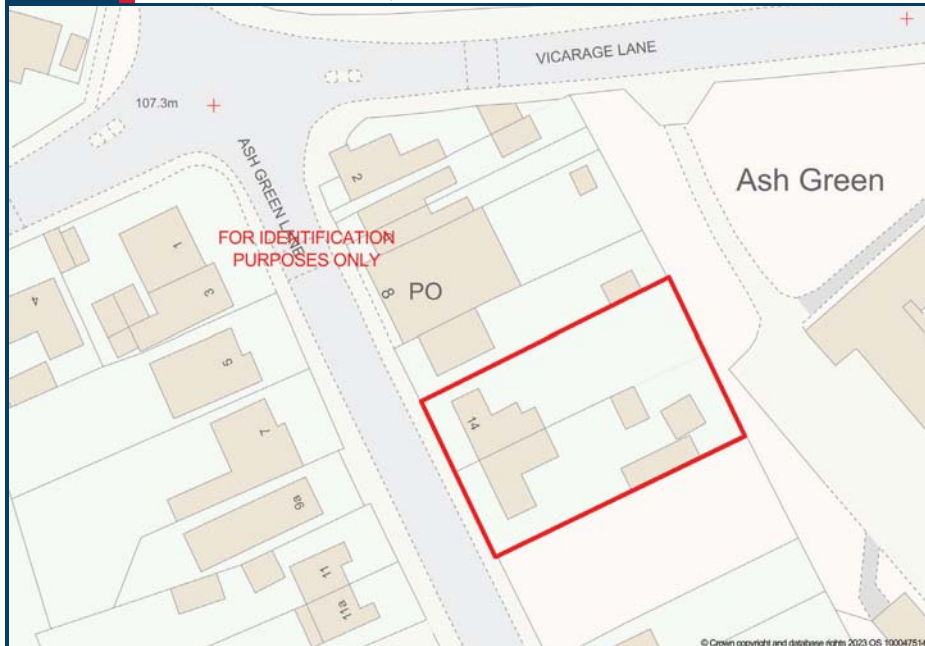 VICARAGE LANE
107.3m
ASH GREEN LANE
2
Ash Green
FOR IDENTIFICATION
PURPOSES ONLY
1
3
4
8
PO
5
14
7
9a
11
11a
© Crown copyright and database rights 2023 OS 100047514